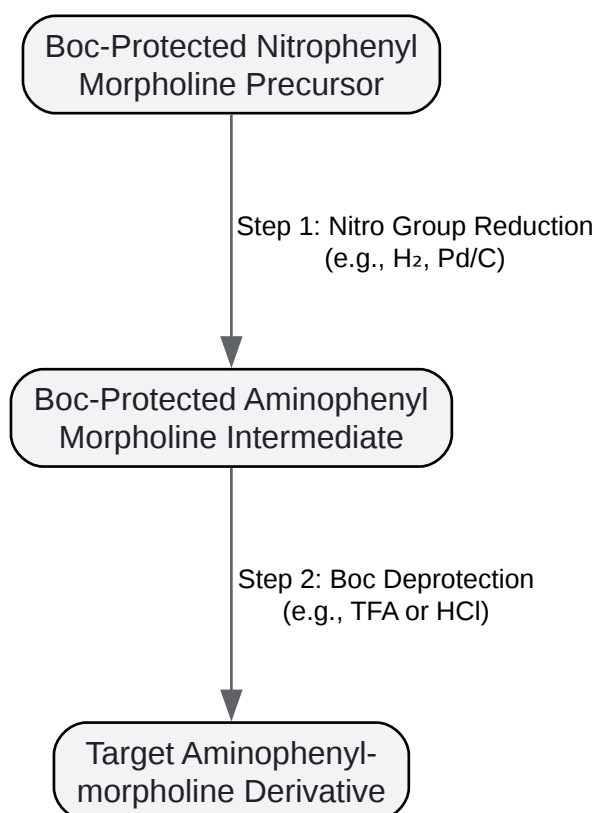 Boc-Protected Nitrophenyl
Morpholine Precursor
Step 1: Nitro Group Reduction
(e.g., H₂, Pd/C)
Boc-Protected Aminophenyl
Morpholine Intermediate
Step 2: Boc Deprotection
(e.g., TFA or HCl)
Target Aminophenyl-
morpholine Derivative